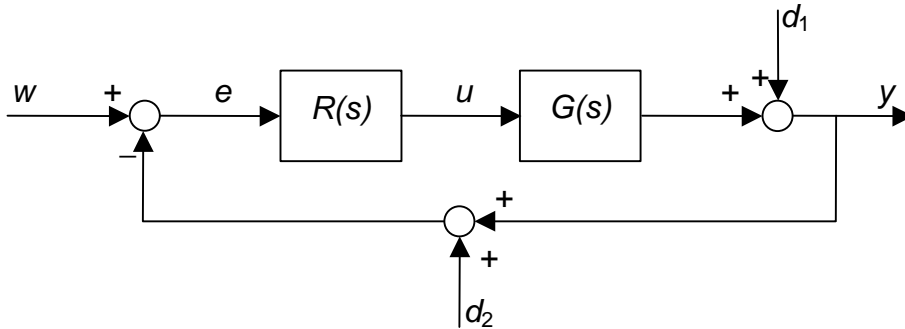 d₁
w + e R(s) u G(s) + + y
–
+
+
d₂